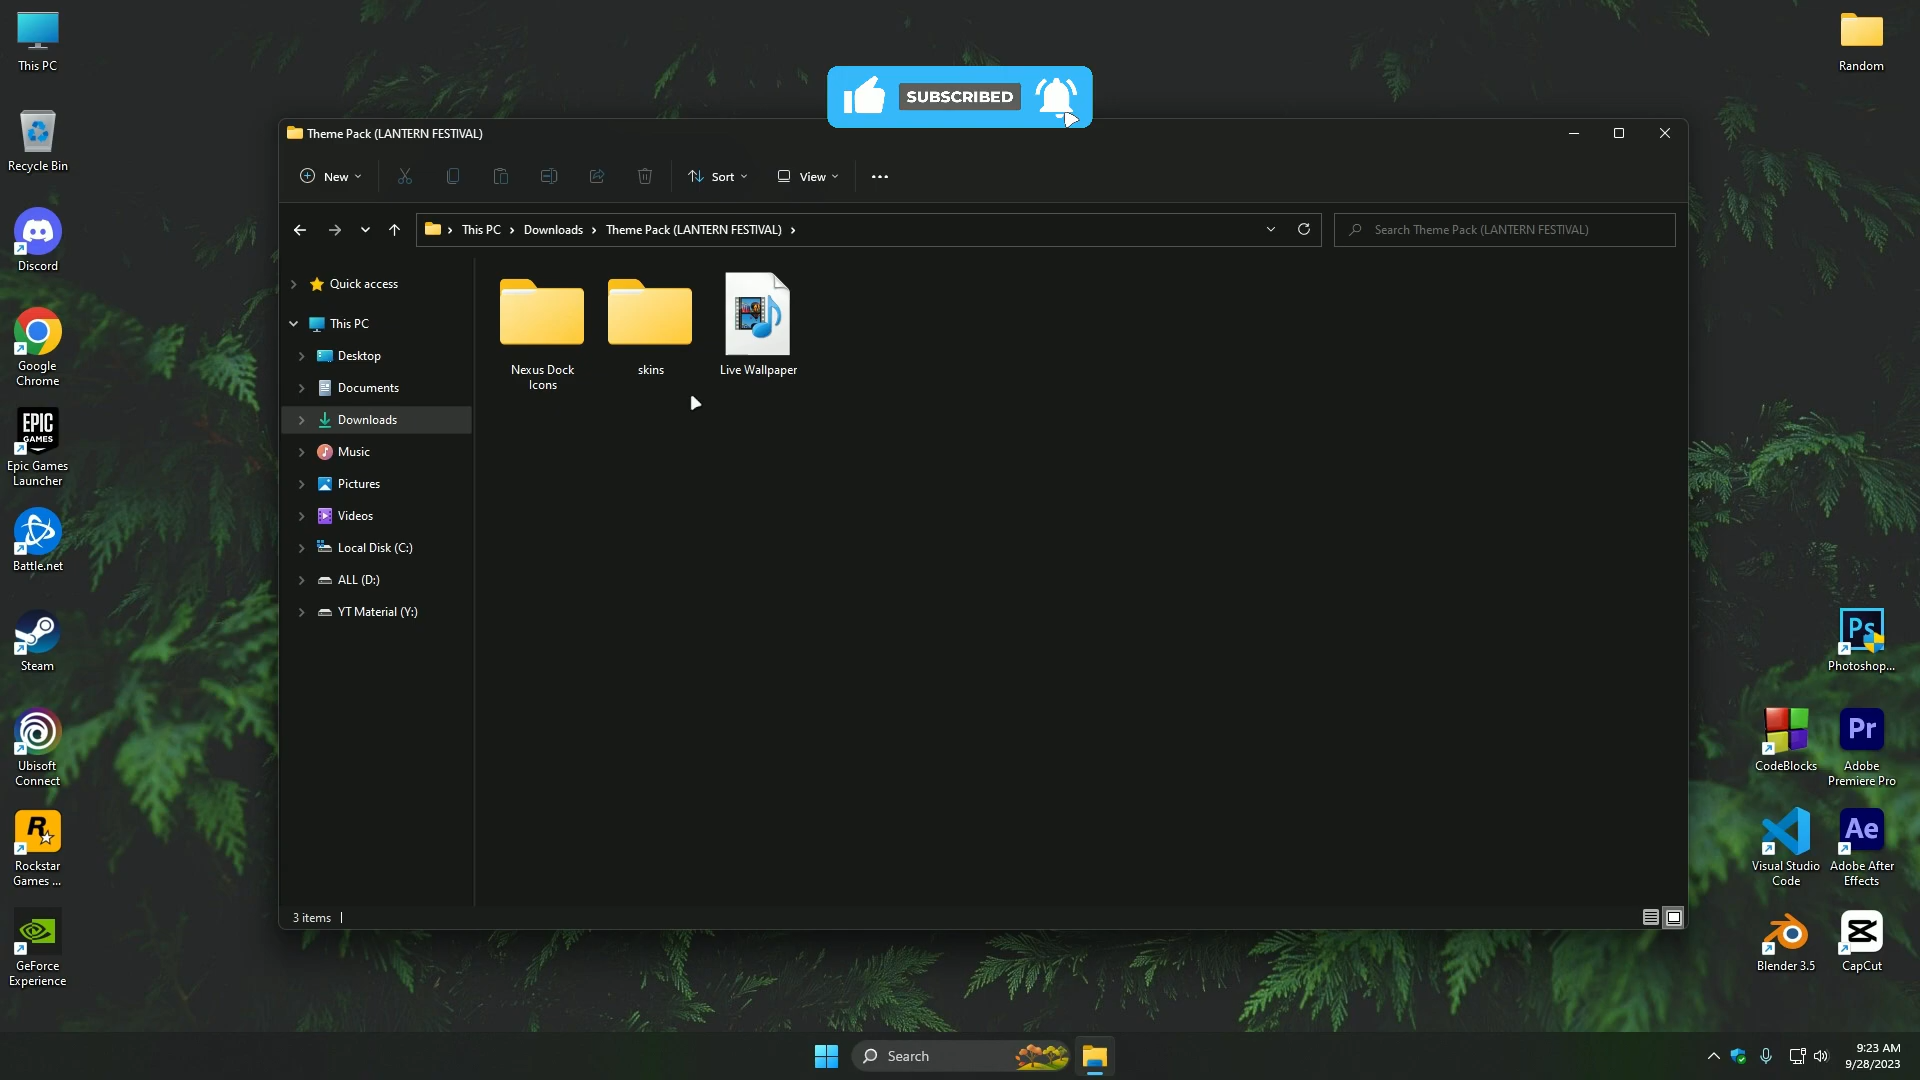 This PC
Random
SUBSCRIBED
Theme Pack (LANTERN FESTIVAL)
Recycle Bin
New
Sort
View
This PC
Downloads
Theme Pack (LANTERN FESTIVAL)
Search Theme Pack (LANTERN FESTIVAL)
Discord
Quick access
This PC
Desktop
Documents
Downloads
Music
Pictures
Videos
Local Disk (C:)
ALL (D:)
YT Material (Y:)
Nexus Dock
Icons
skins
Live Wallpaper
Google
Chrome
EPIC
GAMES
Epic Games
Launcher
Battle.net
Steam
Ubisoft
Connect
R
Rockstar
Games ...
GeForce
Experience
Ps
Photoshop...
CodeBlocks
Pr
Adobe
Premiere Pro
Visual Studio
Code
Ae
Adobe After
Effects
Blender 3.5
CapCut
3 items
Search
9:23 AM
9/28/2023